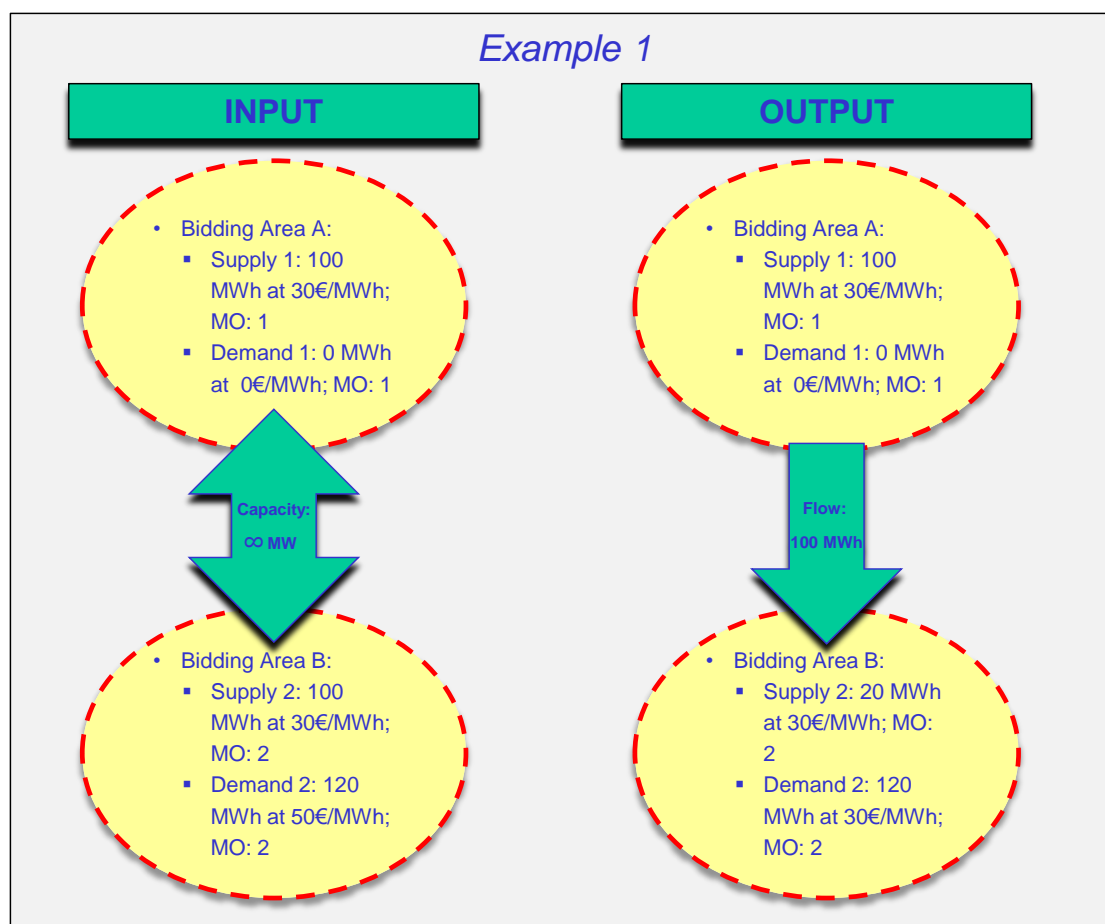 Example 1
INPUT
• Bidding Area A:
▪ Supply 1: 100
MWh at 30€/MWh;
MO: 1
▪ Demand 1: 0 MWh
at 0€/MWh; MO: 1
Capacity:
∞ MW
• Bidding Area B:
▪ Supply 2: 100
MWh at 30€/MWh;
MO: 2
▪ Demand 2: 120
MWh at 50€/MWh;
MO: 2
OUTPUT
• Bidding Area A:
▪ Supply 1: 100
MWh at 30€/MWh;
MO: 1
▪ Demand 1: 0 MWh
at 0€/MWh; MO: 1
Flow:
100 MWh
• Bidding Area B:
▪ Supply 2: 20 MWh
at 30€/MWh; MO:
2
▪ Demand 2: 120
MWh at 30€/MWh;
MO: 2